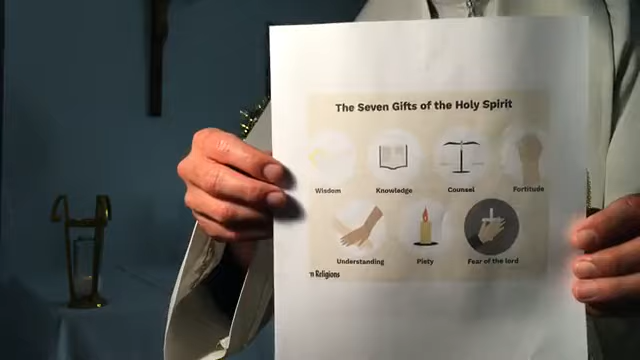 The Seven Gifts of the Holy Spirit
Wisdom Knowledge Counsel Fortitude
Understanding Piety Fear of the lord
n Religions